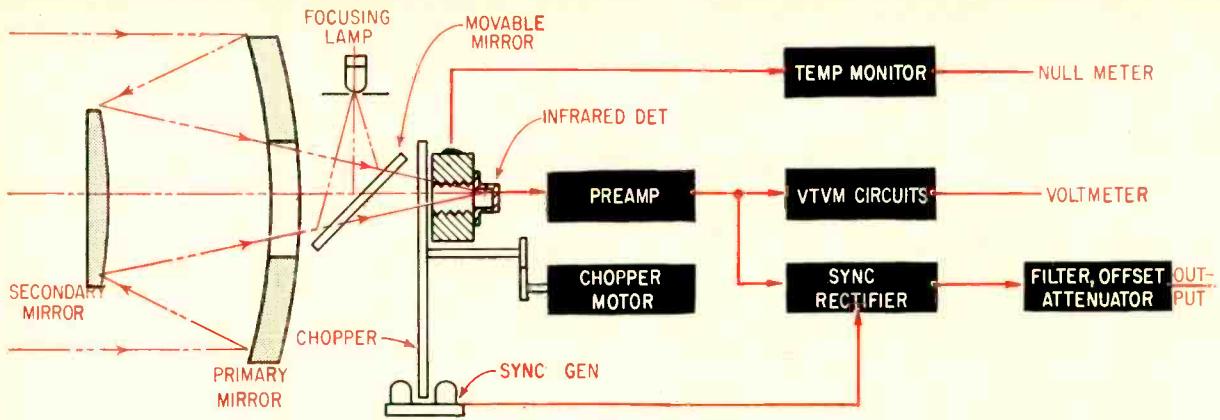 FOCUSING
LAMP
MOVABLE
MIRROR
TEMP MONITOR
NULL METER
INFRARED DET
PREAMP
VTVM CIRCUITS
VOLTMETER
CHOPPER
MOTOR
SYNC
RECTIFIER
FILTER, OFFSET
ATTENUATOR
OUT-
PUT
SECONDARY
MIRROR
CHOPPER
PRIMARY
MIRROR
SYNC GEN